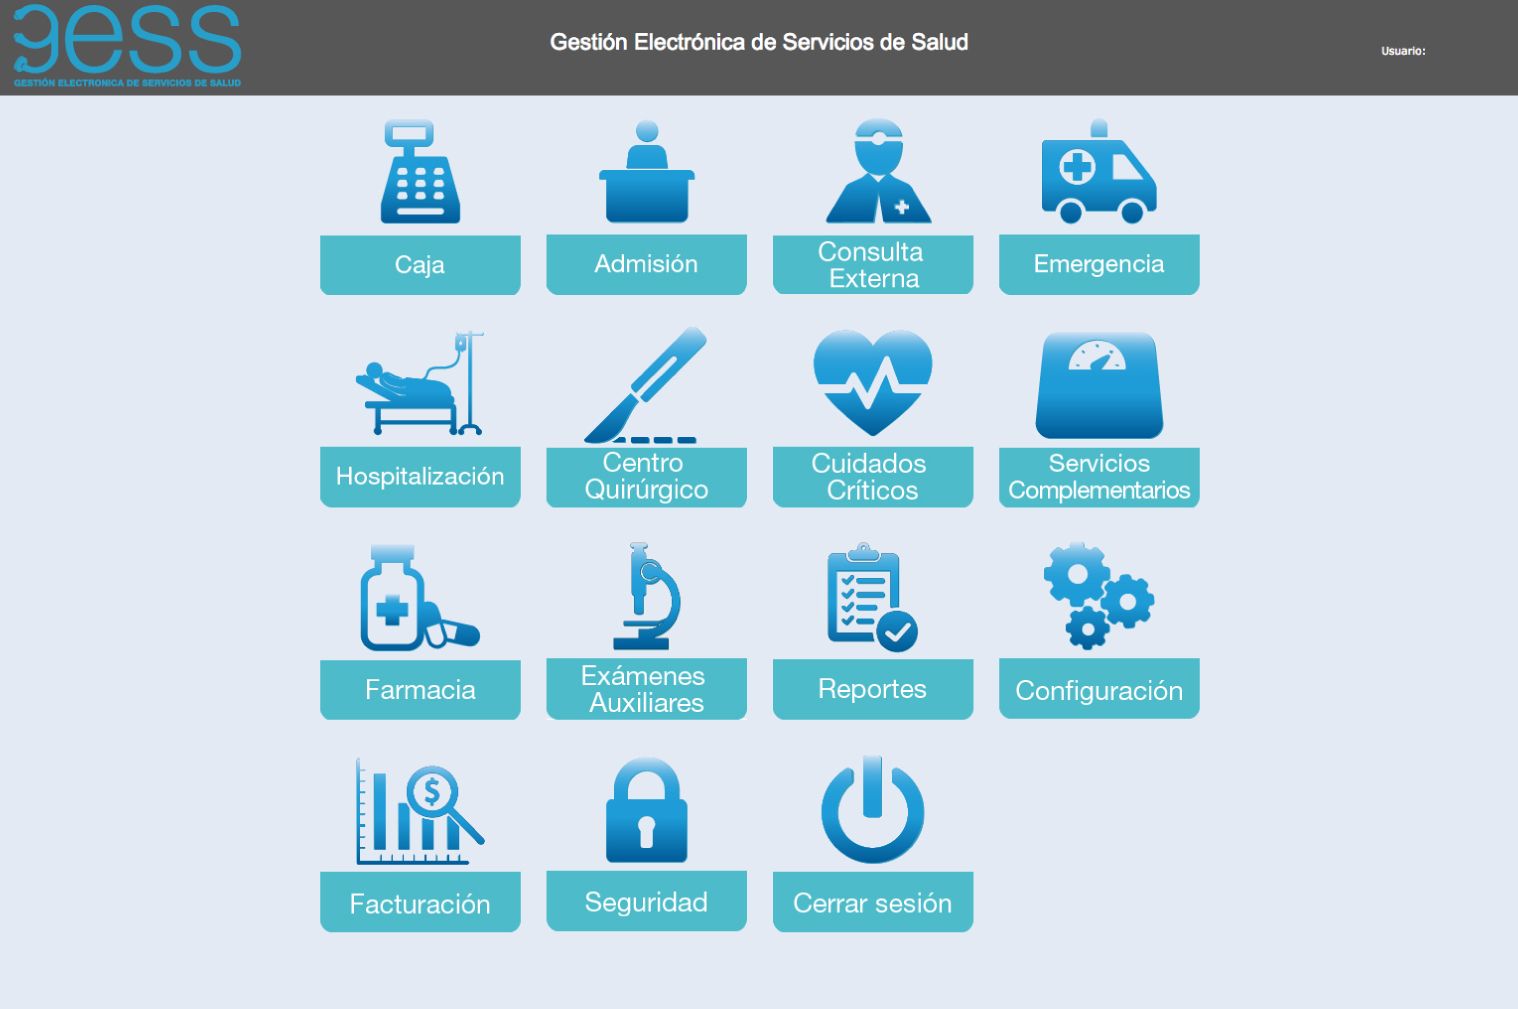 gess
GESTIÓN ELECTRONICA DE SERVICIOS DE SALUD
Gestión Electrónica de Servicios de Salud
Usuario:
Caja
Admisión
Consulta
Externa
Emergencia
Hospitalización
Centro
Quirúrgico
Cuidados
Críticos
Servicios
Complementarios
Farmacia
Exámenes
Auxiliares
Reportes
Configuración
$
Facturación
Seguridad
Cerrar sesión